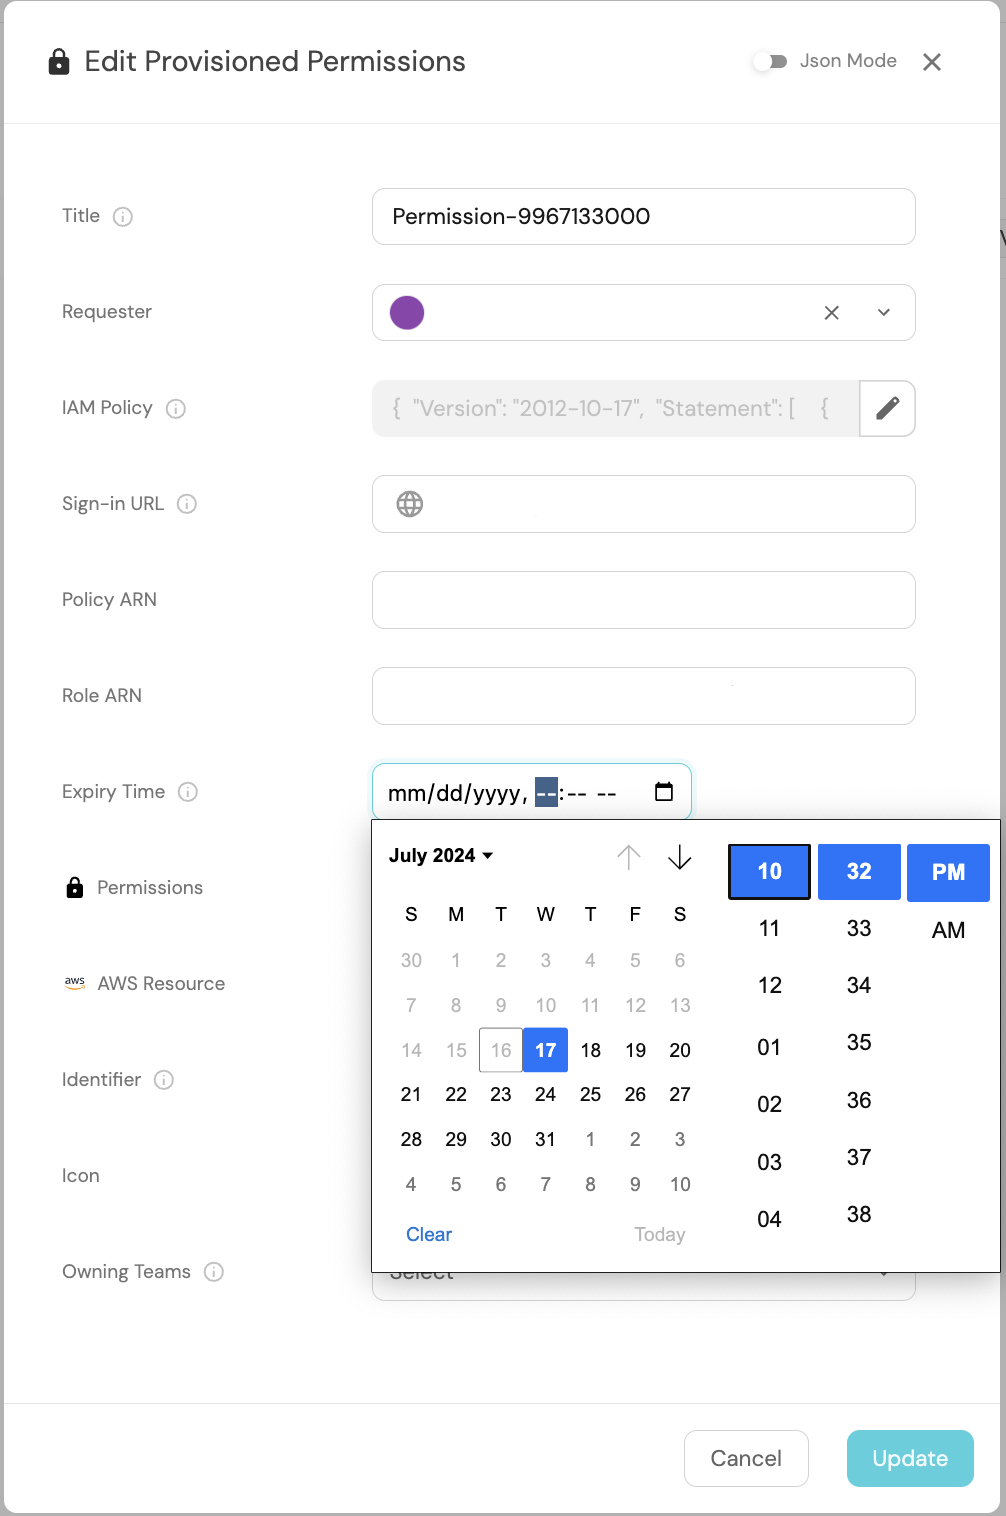 Edit Provisioned Permissions
Json Mode
Title
Permission-9967133000
Requester
IAM Policy
{ "Version": "2012-10-17", "Statement": [ {
Sign-in URL
Policy ARN
Role ARN
Expiry Time
mm/dd/yyyy, --:-- --
Permissions
AWS Resource
aws
Identifier
Icon
Owning Teams
Select
July 2024
S M T W T F S
30 1 2 3 4 5 6
7 8 9 10 11 12 13
14 15 16 17 18 19 20
21 22 23 24 25 26 27
28 29 30 31 1 2 3
4 5 6 7 8 9 10
Clear
Today
10 32 PM
11 33 AM
12 34
01 35
02 36
03 37
04 38
Cancel
Update